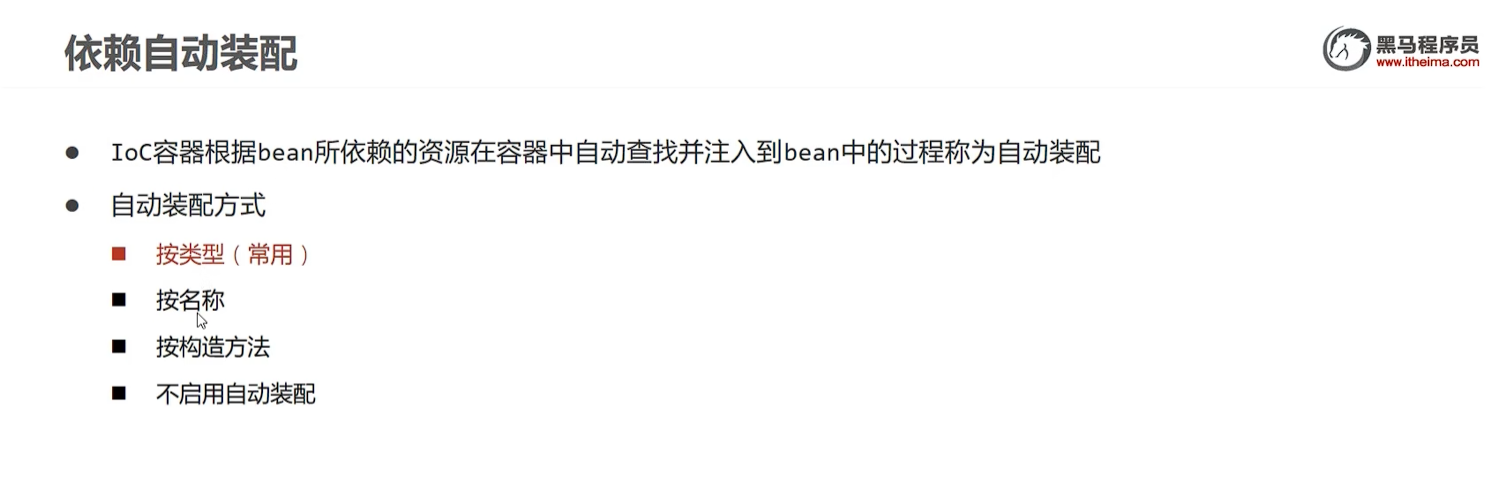 依赖自动装配
黑马程序员
www.itheima.com
IoC容器根据bean所依赖的资源在容器中自动查找并注入到bean中的过程称为自动装配
自动装配方式
按类型（常用）
按名称
按构造方法
不启用自动装配